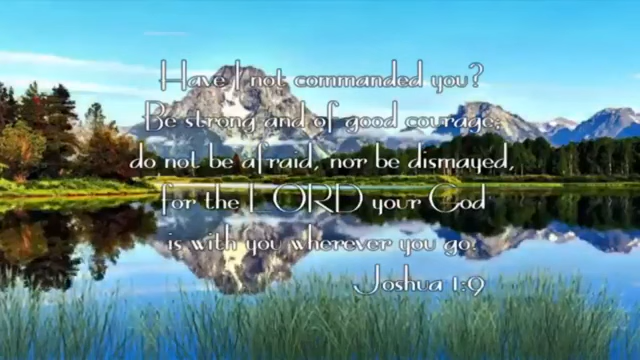 Have I not commanded you?
Be strong and of good courage;
do not be afraid, nor be dismayed,
for the LORD your God
is with you wherever you go.
Joshua 1:9